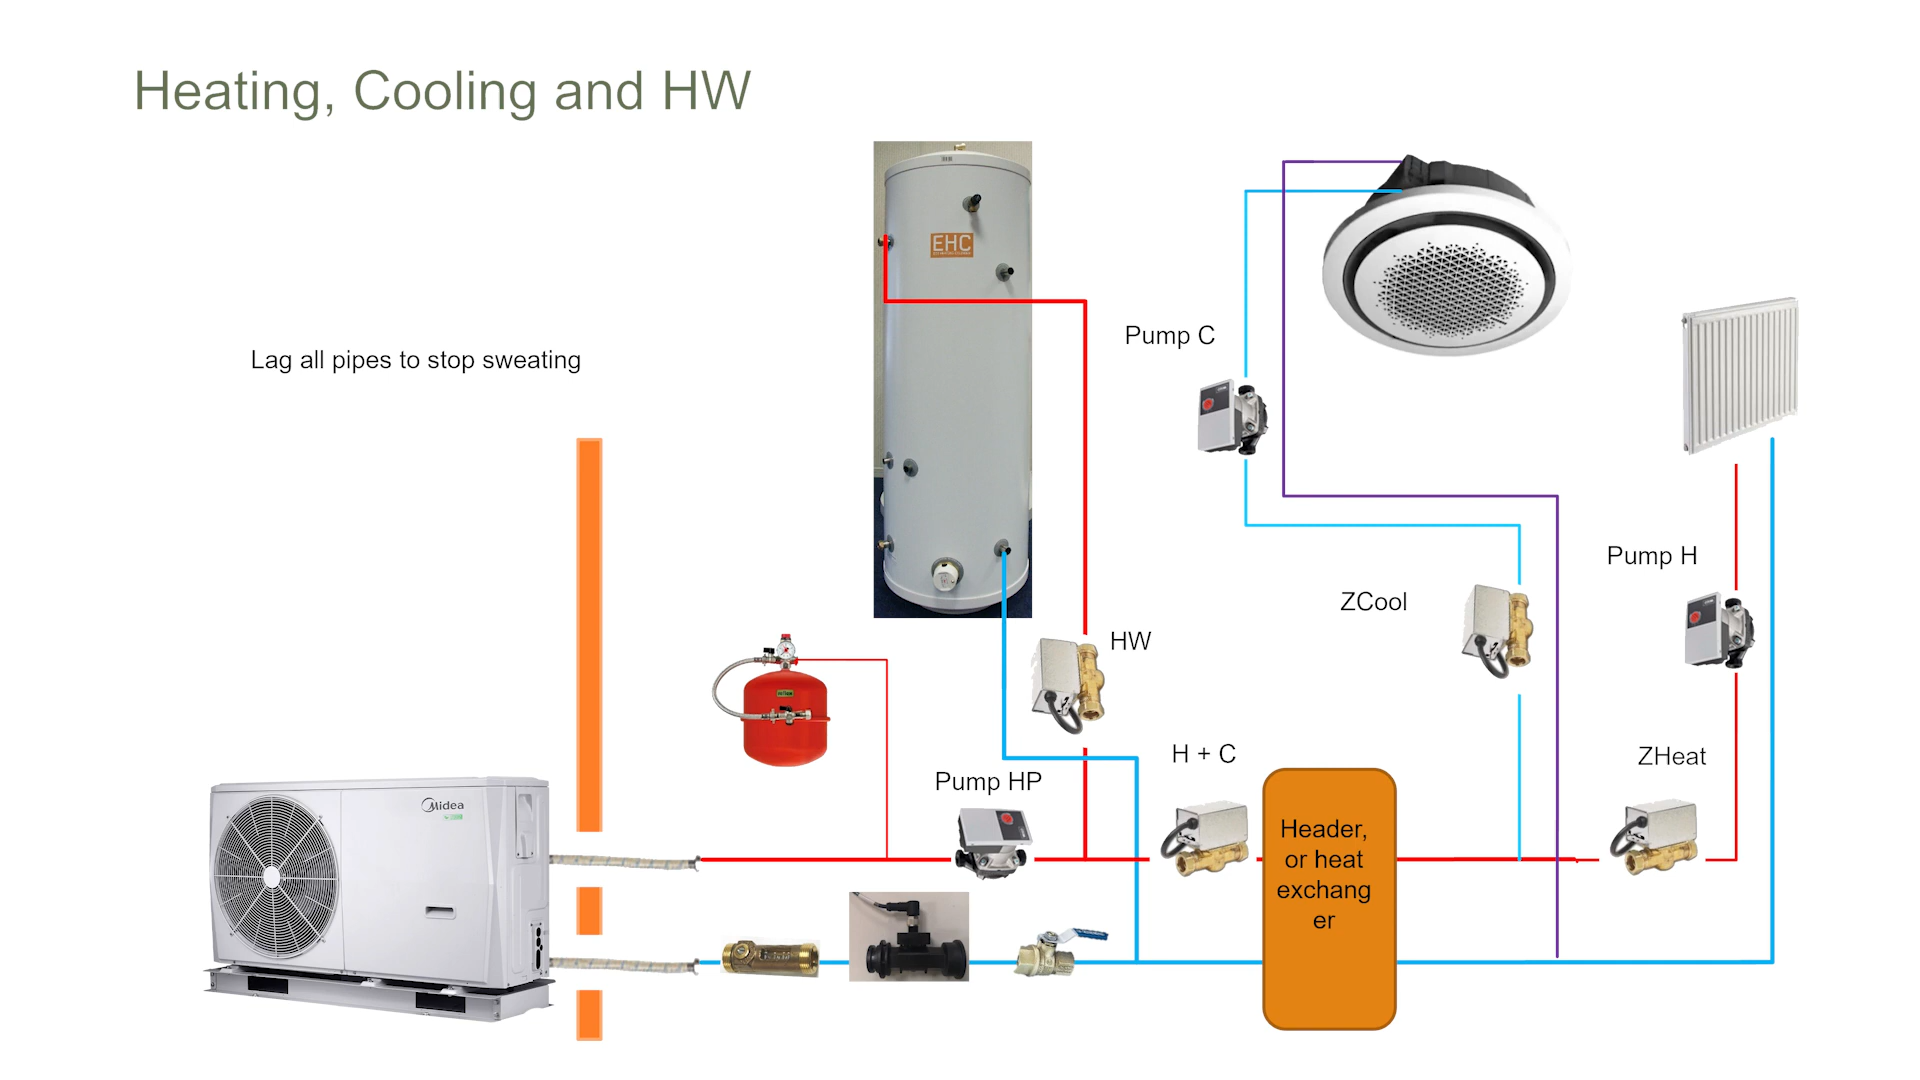 Heating, Cooling and HW
EHC
Pump C
Lag all pipes to stop sweating
Pump H
ZCool
HW
H + C
ZHeat
Pump HP
Midea
Header,
or heat
exchang
er